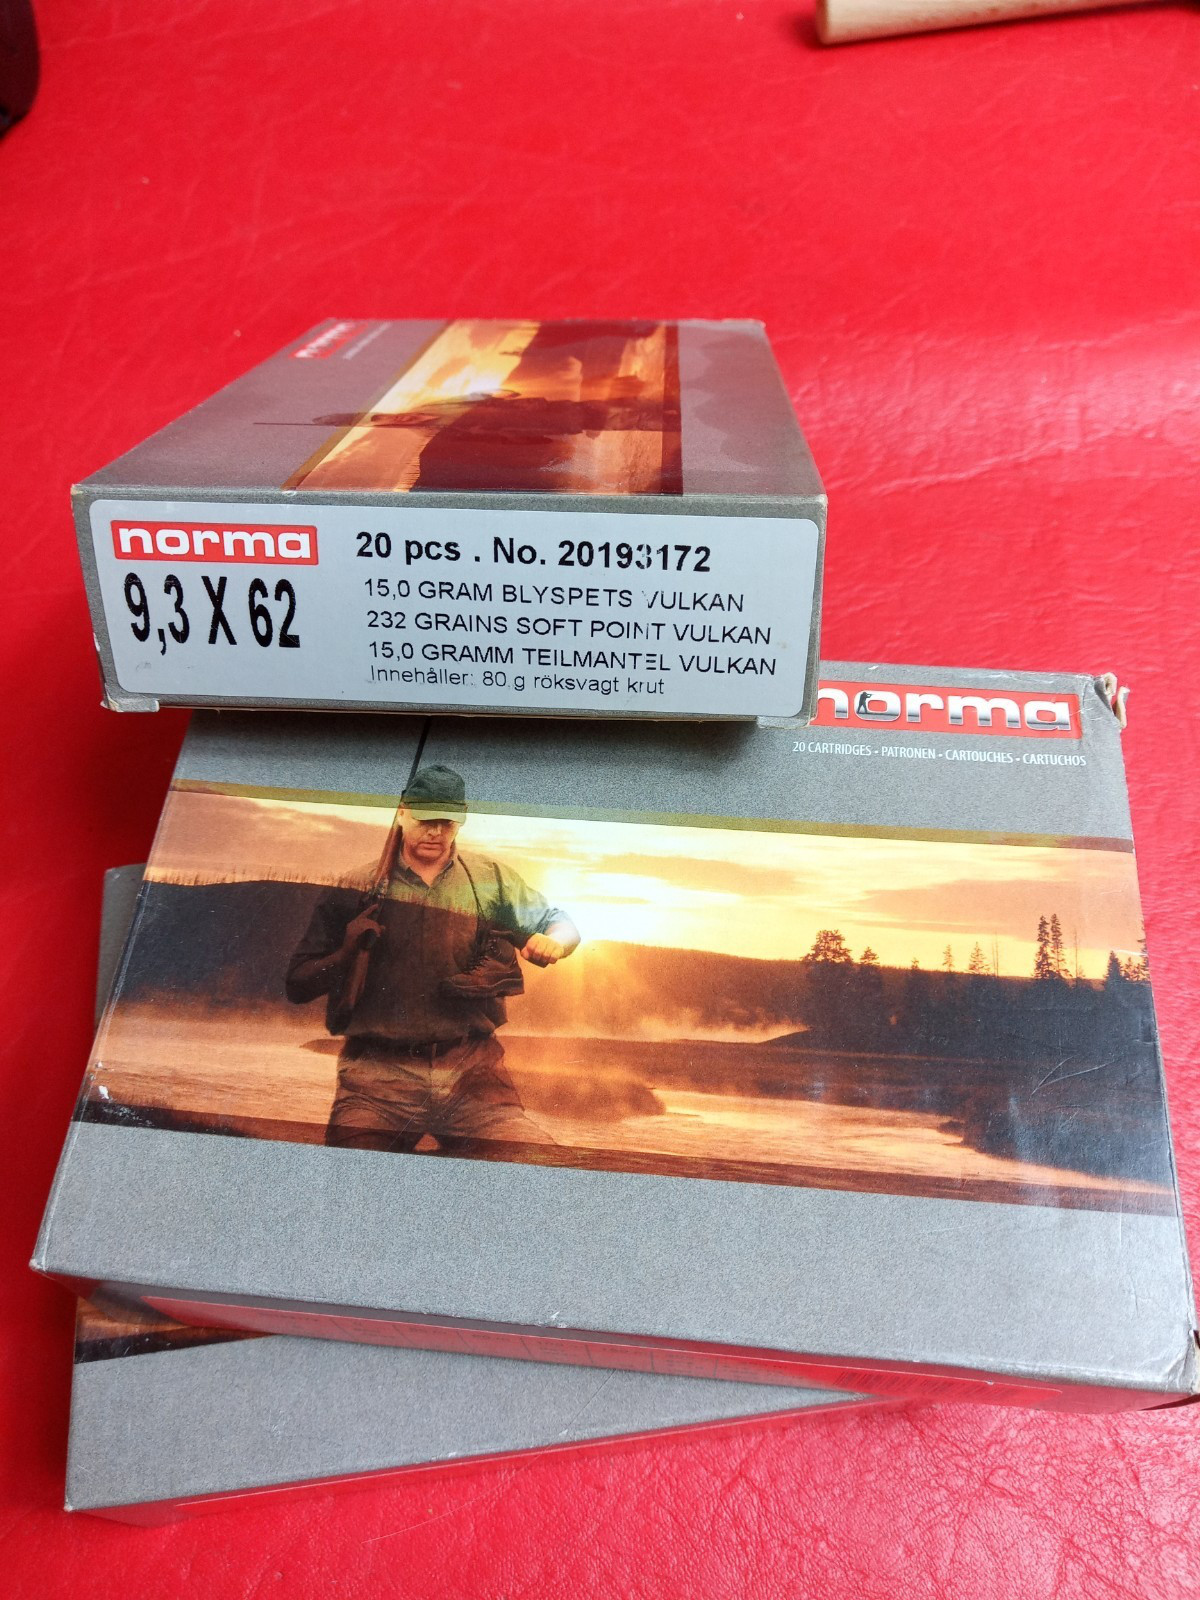 norma
9,3 X 62
20 pcs . No. 20193172
15,0 GRAM BLYSPETS VULKAN
232 GRAINS SOFT POINT VULKAN
15,0 GRAMM TEILMANTEL VULKAN
Innehåller: 80 g röksvagt krut
norma
20 CARTRIDGES - PATRONEN - CARTOUCHES - CARTUCHOS